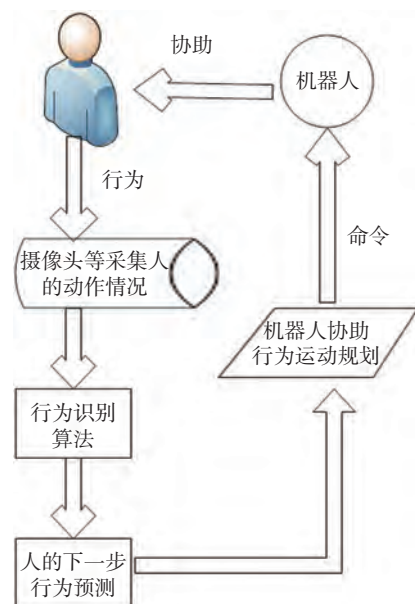 协助
机器人
行为
命令
摄像头等采集人
的动作情况
机器人协助
行为运动规划
行为识别
算法
人的下一步
行为预测